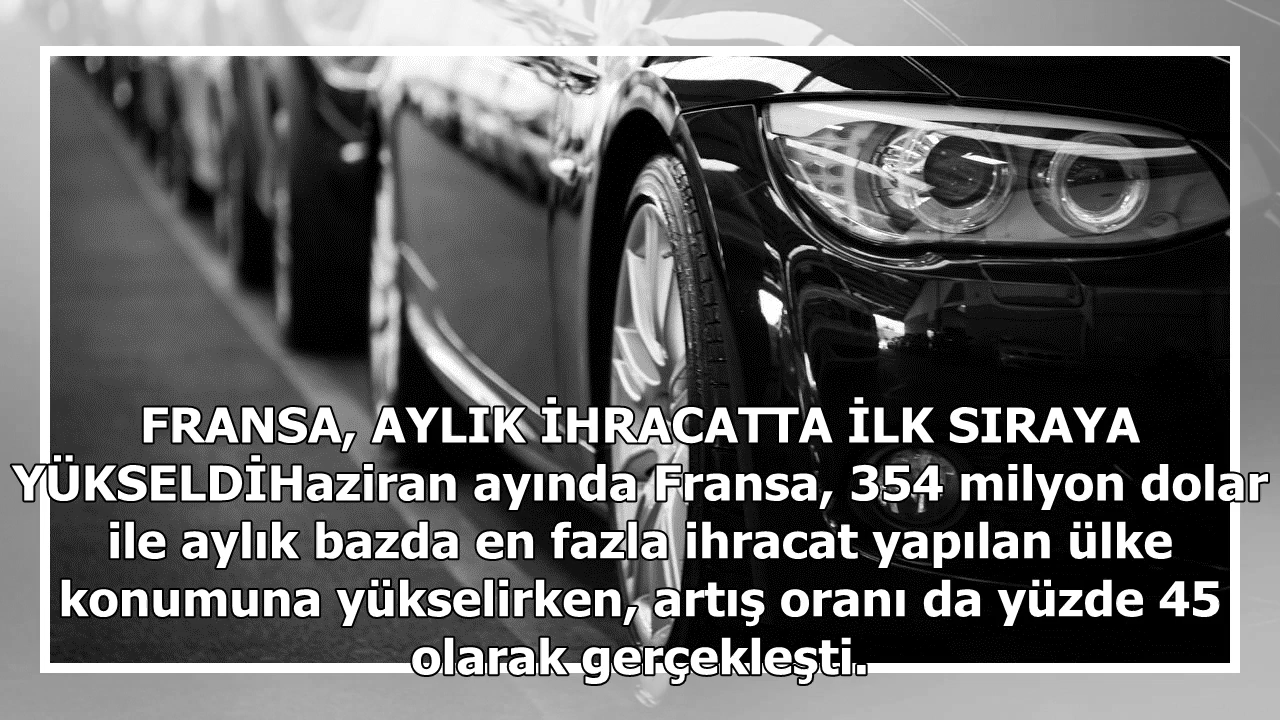 FRANSA, AYLIK İHRACATTA İLK SIRAYA
YÜKSELDİHaziran ayında Fransa, 354 milyon dolar
ile aylık bazda en fazla ihracat yapılan ülke
konumuna yükselirken, artış oranı da yüzde 45
olarak gerçekleşti.